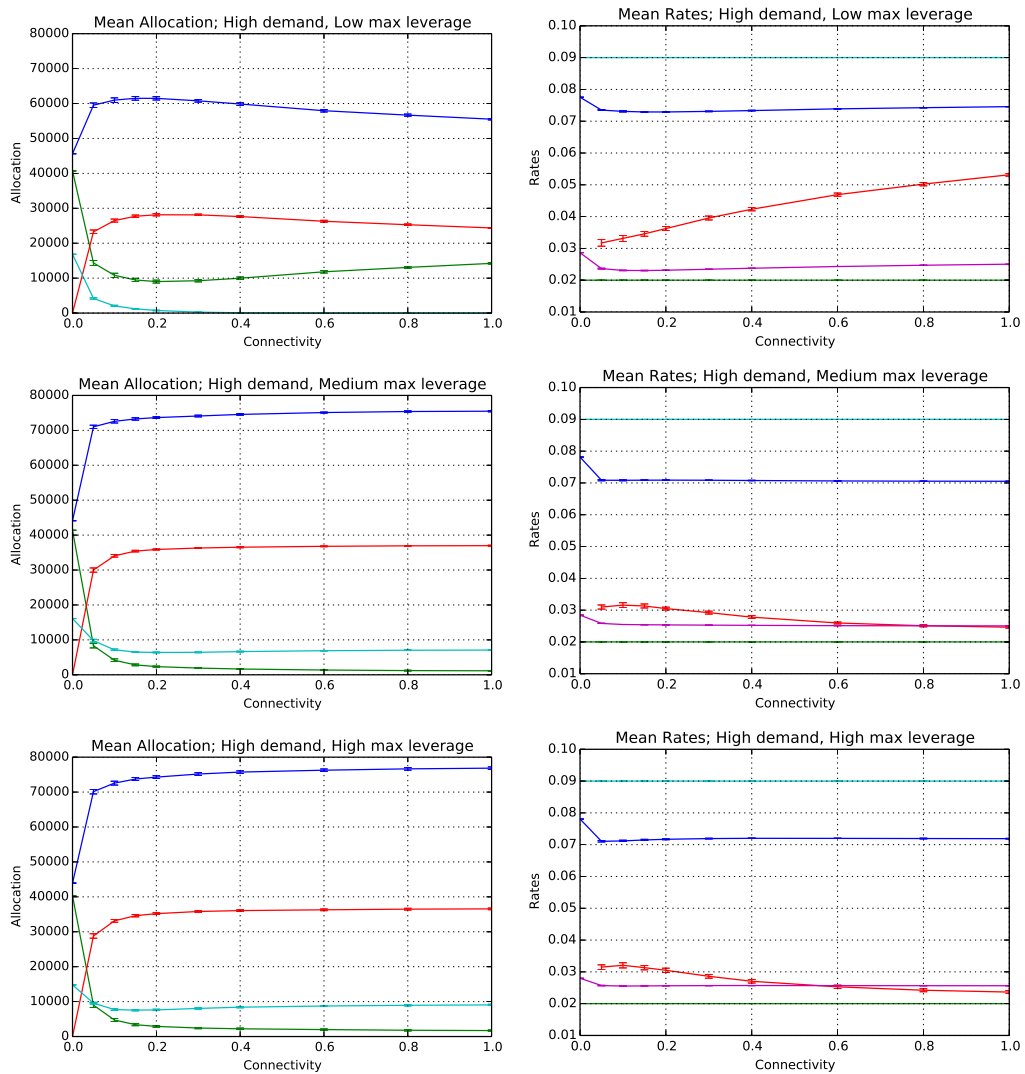 Mean Allocation; High demand, Low max leverage
80000
70000
60000
50000
40000
30000
20000
10000
0
Allocation
0.0 0.2 0.4 0.6 0.8 1.0
Connectivity
Mean Rates; High demand, Low max leverage
0.10
0.09
0.08
0.07
0.06
0.05
0.04
0.03
0.02
0.01
Rates
0.0 0.2 0.4 0.6 0.8 1.0
Connectivity
Mean Allocation; High demand, Medium max leverage
80000
70000
60000
50000
40000
30000
20000
10000
0
Allocation
0.0 0.2 0.4 0.6 0.8 1.0
Connectivity
Mean Rates; High demand, Medium max leverage
0.10
0.09
0.08
0.07
0.06
0.05
0.04
0.03
0.02
0.01
Rates
0.0 0.2 0.4 0.6 0.8 1.0
Connectivity
Mean Allocation; High demand, High max leverage
80000
70000
60000
50000
40000
30000
20000
10000
0
Allocation
0.0 0.2 0.4 0.6 0.8 1.0
Connectivity
Mean Rates; High demand, High max leverage
0.10
0.09
0.08
0.07
0.06
0.05
0.04
0.03
0.02
0.01
Rates
0.0 0.2 0.4 0.6 0.8 1.0
Connectivity